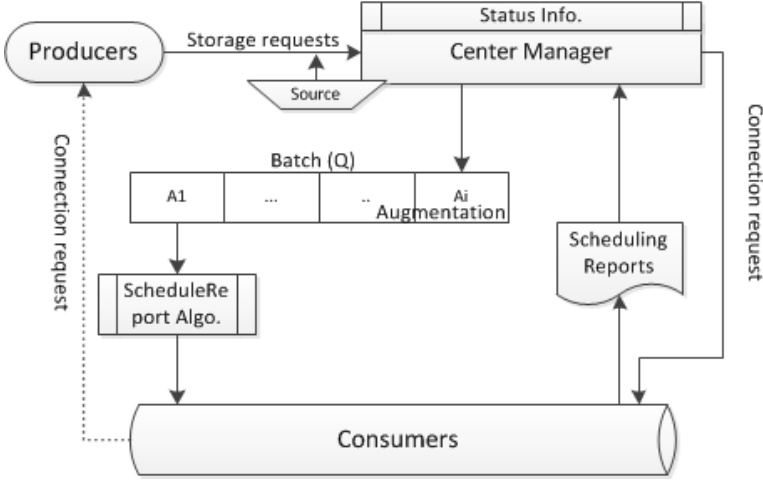 Status Info.
Producers
Storage requests
Center Manager
Source
Connection request
Connection request
Batch (Q)
A1
...
..
Ai
Augmentation
Scheduling
Reports
ScheduleRe
port Algo.
Consumers